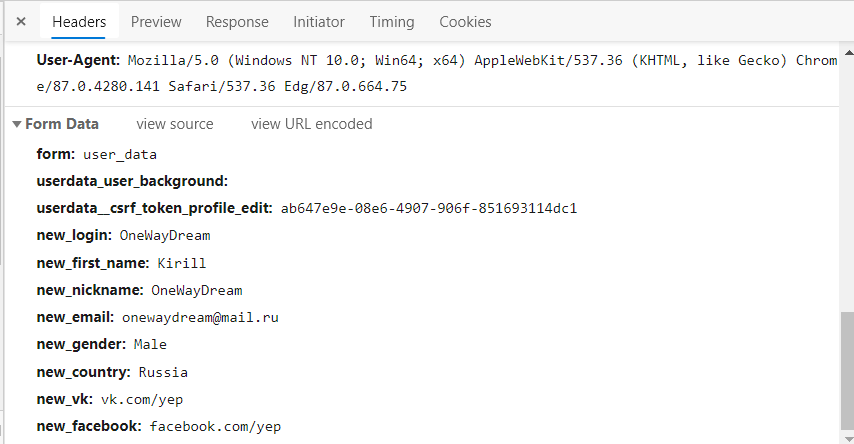 × Headers Preview Response Initiator Timing Cookies
User-Agent: Mozilla/5.0 (Windows NT 10.0; Win64; x64) AppleWebKit/537.36 (KHTML, like Gecko) Chrom
e/87.0.4280.141 Safari/537.36 Edg/87.0.664.75
Form Data view source view URL encoded
form: user_data
userdata_user_background:
userdata__csrf_token_profile_edit: ab647e9e-08e6-4907-906f-851693114dc1
new_login: OneWayDream
new_first_name: Kirill
new_nickname: OneWayDream
new_email: onewaydream@mail.ru
new_gender: Male
new_country: Russia
new_vk: vk.com/yep
new_facebook: facebook.com/yep